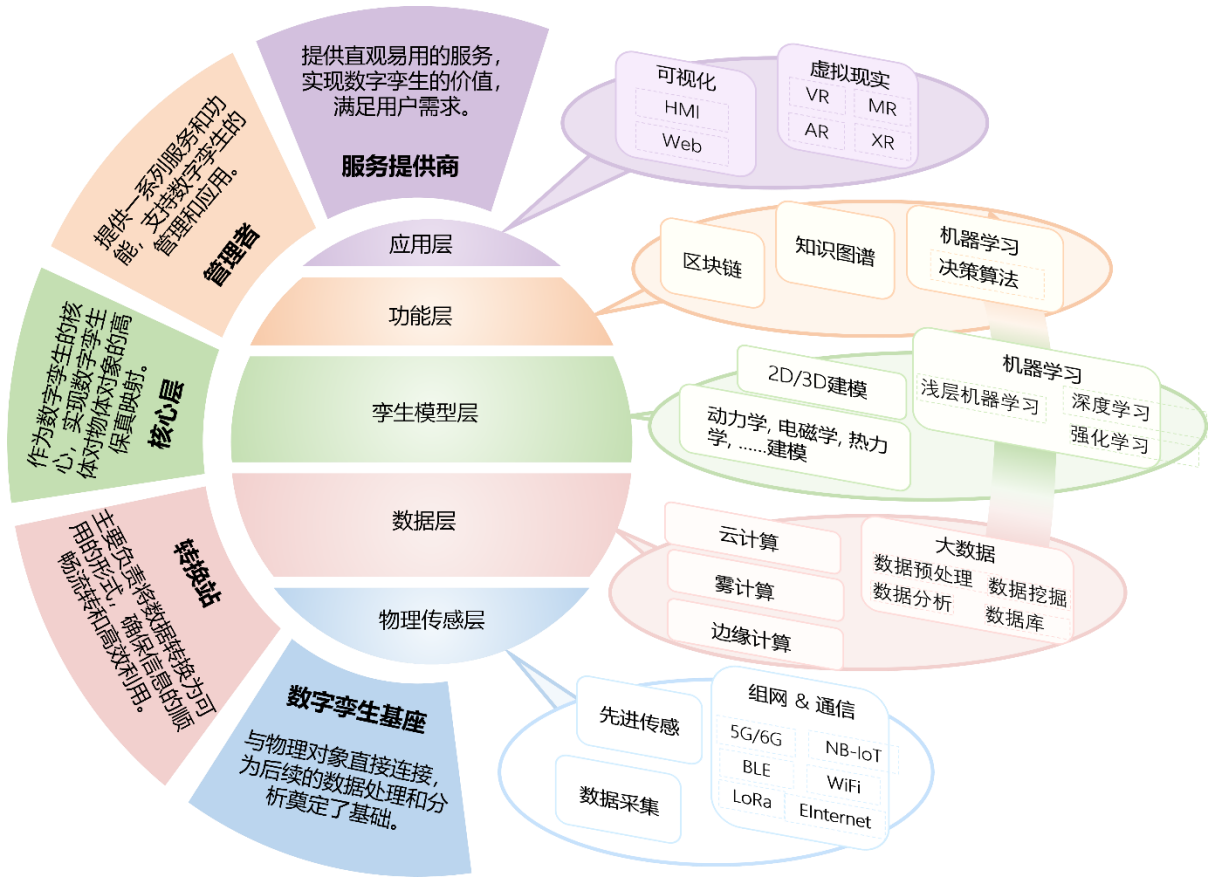 提供直观易用的服务，
实现数字孪生的价值，
满足用户需求。
服务提供商
提供一系列服务和功
能，支持数字孪生的
管理和应用。
管理者
作为数字孪生的核
心，实现数字孪生
体对物体对象的高
保真映射。
核心层
转换站
主要负责将数据转换为可
用的形式，确保信息的顺
畅流转和高效利用。
数字孪生基座
与物理对象直接连接，
为后续的数据处理和分
析奠定了基础。
应用层
功能层
孪生模型层
数据层
物理传感层
可视化
HMI
Web
虚拟现实
VR
MR
AR
XR
区块链
知识图谱
机器学习
决策算法
2D/3D建模
动力学, 电磁学, 热力
学, ……建模
机器学习
浅层机器学习
深度学习
强化学习
云计算
雾计算
边缘计算
大数据
数据预处理
数据挖掘
数据分析
数据库
先进传感
数据采集
组网 & 通信
5G/6G
NB-IoT
BLE
WiFi
LoRa
EInternet